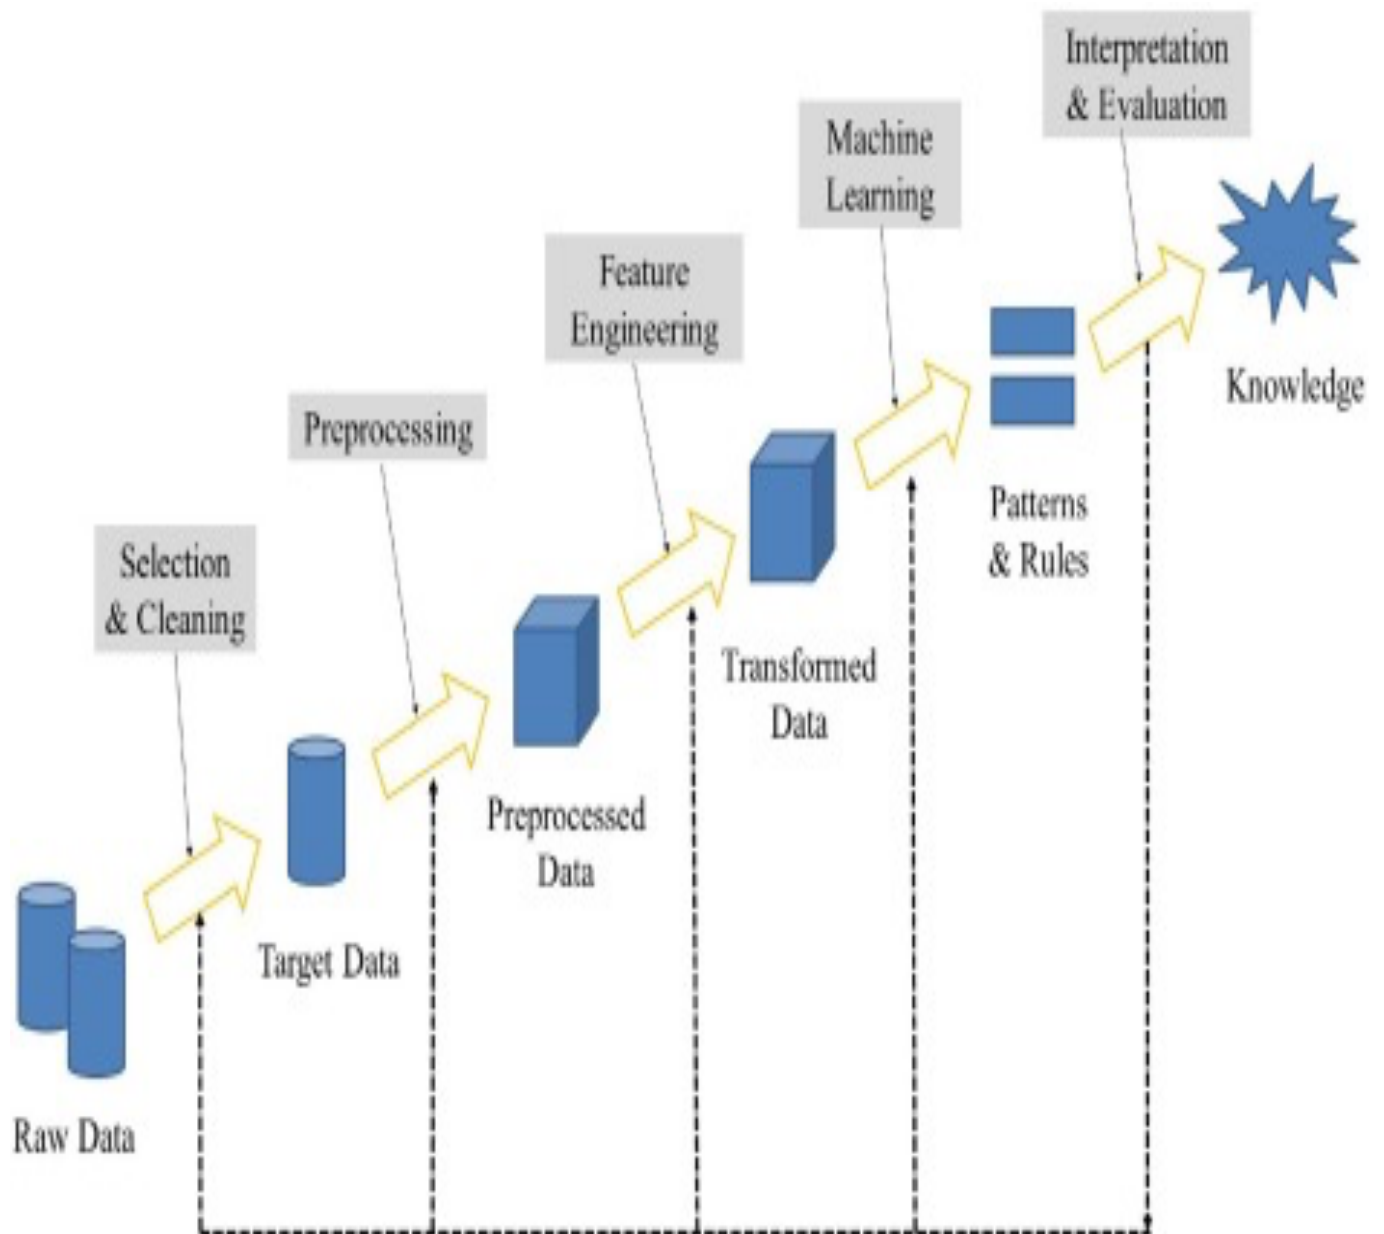 Interpretation
& Evaluation
Machine
Learning
Feature
Engineering
Preprocessing
Selection
& Cleaning
Knowledge
Patterns
& Rules
Transformed
Data
Preprocessed
Data
Target Data
Raw Data